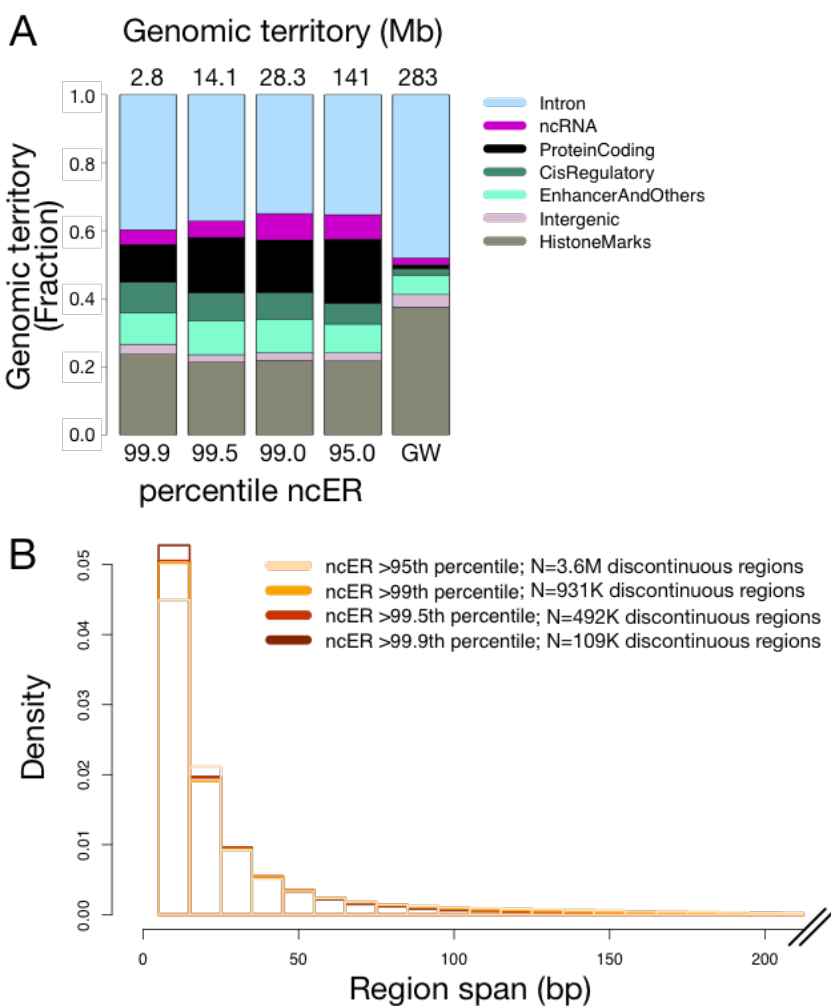 A
Genomic territory (Mb)
2.8 14.1 28.3 141 283
Genomic territory
(Fraction)
1.0
0.8
0.6
0.4
0.2
0.0
99.9 99.5 99.0 95.0 GW
percentile ncER
Intron
ncRNA
ProteinCoding
CisRegulatory
EnhancerAndOthers
Intergenic
HistoneMarks
B
Density
0.05
0.04
0.03
0.02
0.01
0.00
ncER >95th percentile; N=3.6M discontinuous regions
ncER >99th percentile; N=931K discontinuous regions
ncER >99.5th percentile; N=492K discontinuous regions
ncER >99.9th percentile; N=109K discontinuous regions
0 50 100 150 200
Region span (bp)